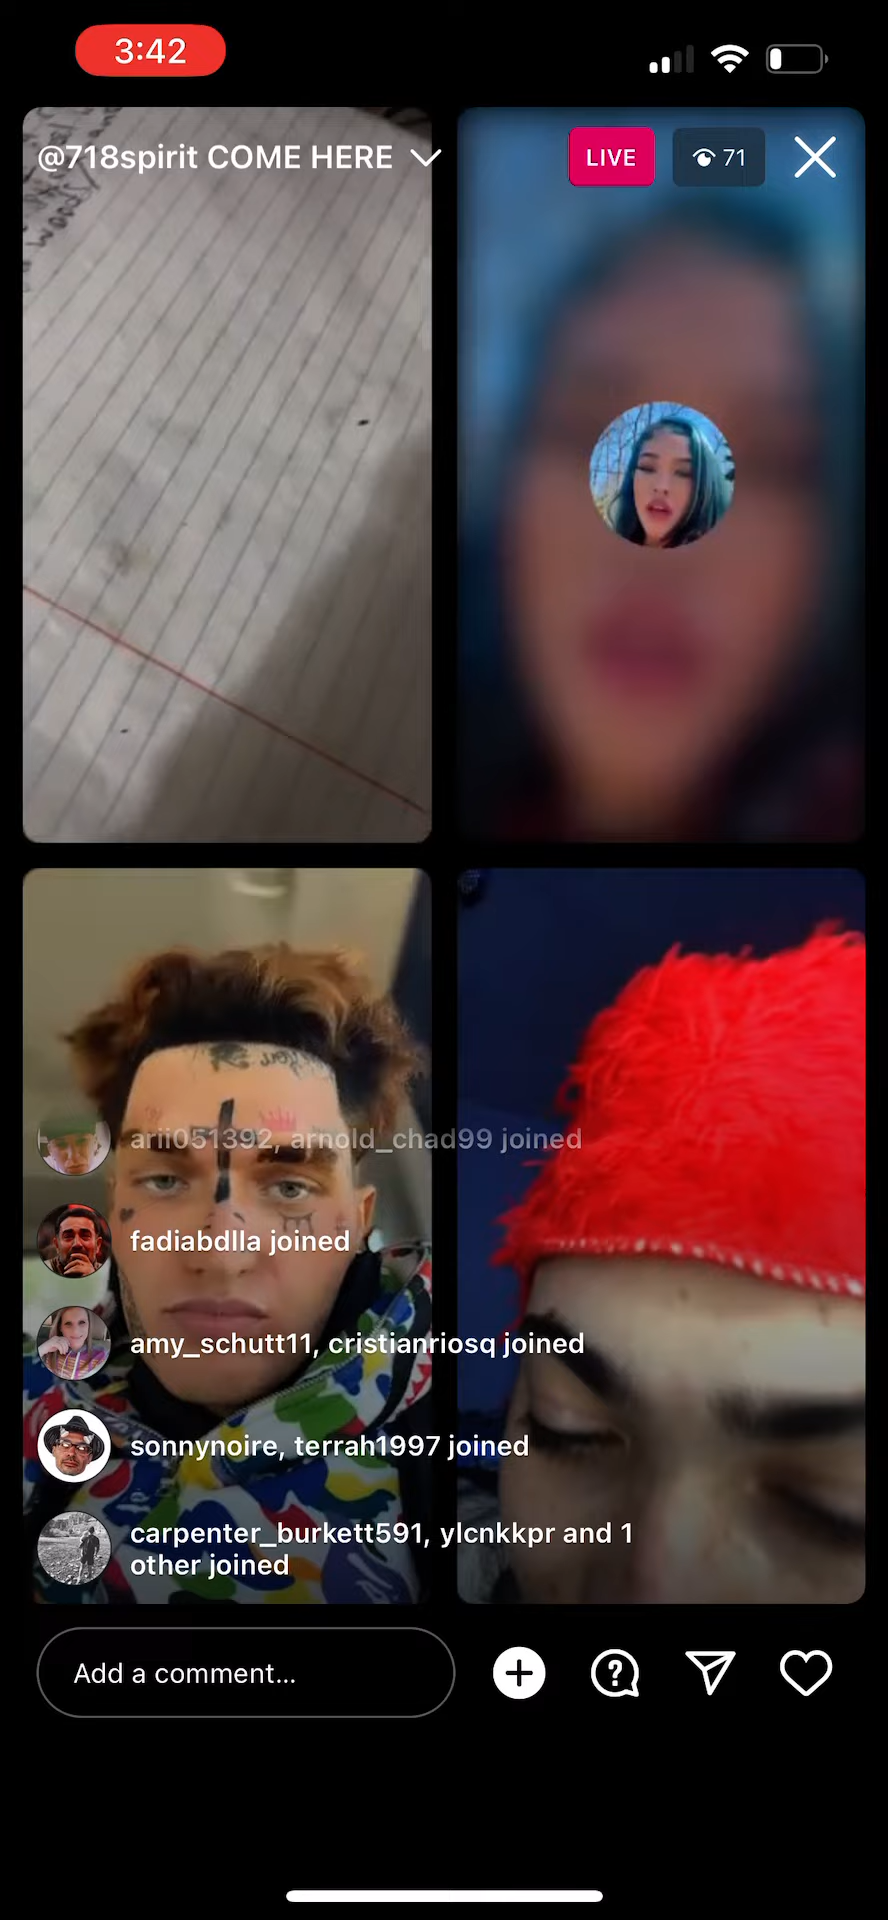 3:42
@718spirit COME HERE
LIVE
71
arii051392, arnold_chad99 joined
fadiabdlla joined
amy_schutt11, cristianriosq joined
sonnynoire, terrah1997 joined
carpenter_burkett591, ylcnkkpr and 1
other joined
Add a comment...